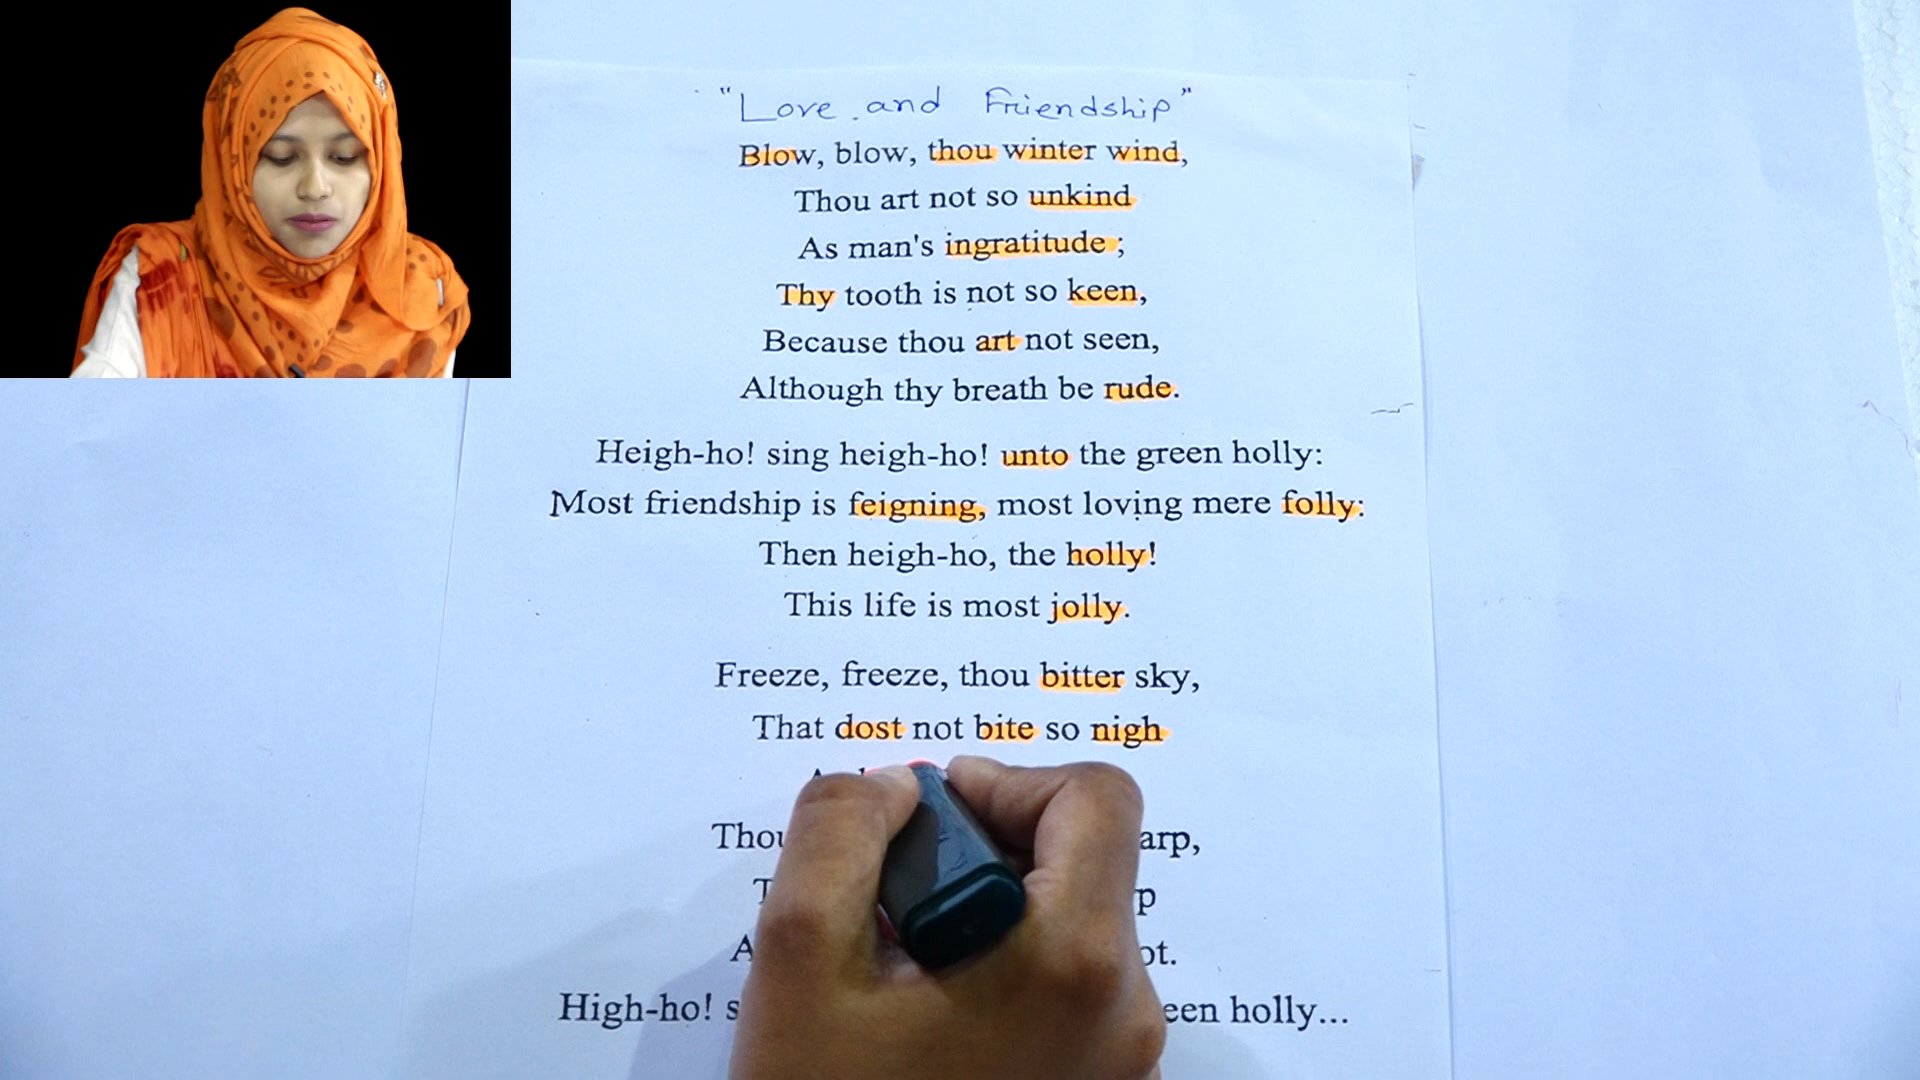 "Love and Friendship"
Blow, blow, thou winter wind,
Thou art not so unkind
As man's ingratitude ;
Thy tooth is not so keen,
Because thou art not seen,
Although thy breath be rude.
Heigh-ho! sing heigh-ho! unto the green holly:
Most friendship is feigning, most loving mere folly:
Then heigh-ho, the holly!
This life is most jolly.
Freeze, freeze, thou bitter sky,
That dost not bite so nigh
High-ho! holly...